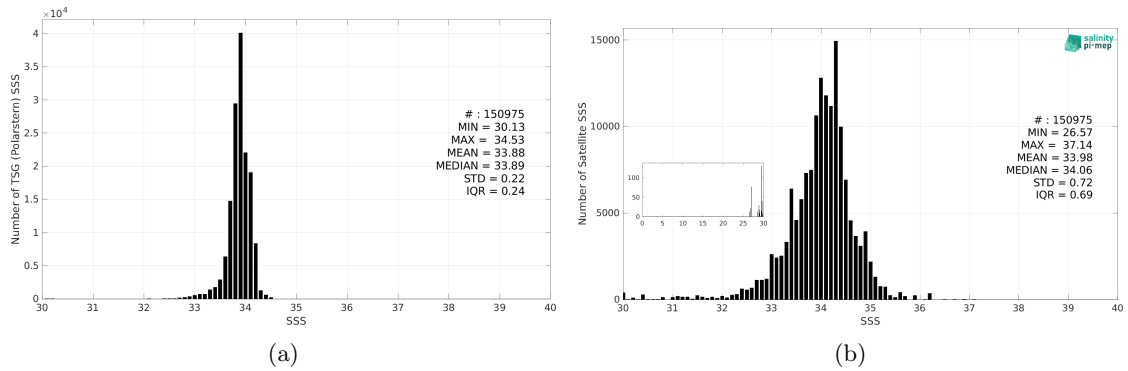 ×10⁴
4
3.5
3
2.5
2
1.5
1
0.5
0
Number of TSG (Polarstern) SSS
# : 150975
MIN = 30.13
MAX = 34.53
MEAN = 33.88
MEDIAN = 33.89
STD = 0.22
IQR = 0.24
30 31 32 33 34 35 36 37 38 39 40
SSS
(a)
15000
10000
5000
0
Number of Satellite SSS
salinity
pi-mep
# : 150975
MIN = 26.57
MAX = 37.14
MEAN = 33.98
MEDIAN = 34.06
STD = 0.72
IQR = 0.69
100
50
0
0 5 10 15 20 25 30
30 31 32 33 34 35 36 37 38 39 40
SSS
(b)